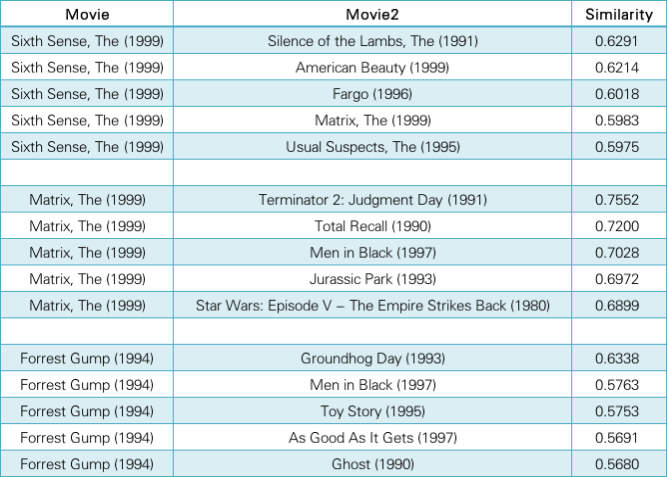 Movie Movie2 Similarity
Sixth Sense, The (1999) Silence of the Lambs, The (1991) 0.6291
Sixth Sense, The (1999) American Beauty (1999) 0.6214
Sixth Sense, The (1999) Fargo (1996) 0.6018
Sixth Sense, The (1999) Matrix, The (1999) 0.5983
Sixth Sense, The (1999) Usual Suspects, The (1995) 0.5975
Matrix, The (1999) Terminator 2: Judgment Day (1991) 0.7552
Matrix, The (1999) Total Recall (1990) 0.7200
Matrix, The (1999) Men in Black (1997) 0.7028
Matrix, The (1999) Jurassic Park (1993) 0.6972
Matrix, The (1999) Star Wars: Episode V – The Empire Strikes Back (1980) 0.6899
Forrest Gump (1994) Groundhog Day (1993) 0.6338
Forrest Gump (1994) Men in Black (1997) 0.5763
Forrest Gump (1994) Toy Story (1995) 0.5753
Forrest Gump (1994) As Good As It Gets (1997) 0.5691
Forrest Gump (1994) Ghost (1990) 0.5680